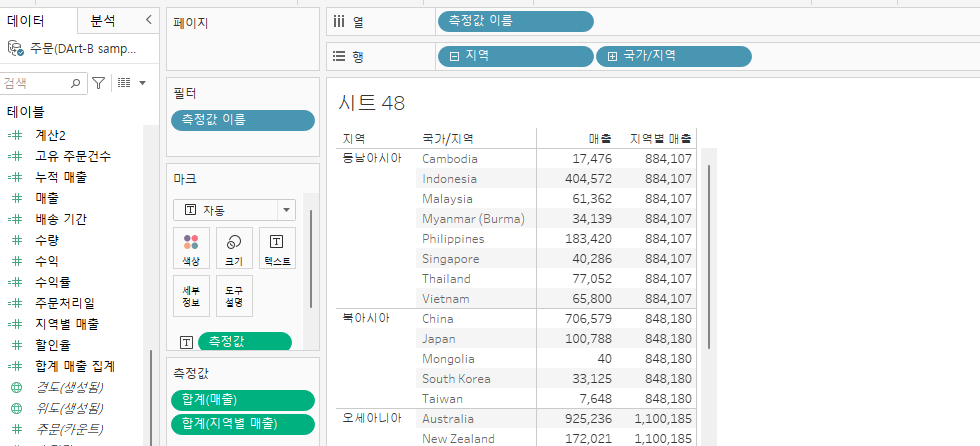 데이터
분석
주문(DArt-B samp...
검색
테이블
계산2
고유 주문건수
누적 매출
매출
배송 기간
수량
수익
수익률
주문처리일
지역별 매출
할인율
합계 매출 집계
경도(생성됨)
위도(생성됨)
주문(카운트)
페이지
필터
측정값 이름
마크
자동
색상
크기
텍스트
세부
정보
도구
설명
측정값
측정값
합계(매출)
합계(지역별 매출)
열
측정값 이름
행
지역
국가/지역
시트 48
지역 국가/지역 매출 지역별 매출
동남아시아 Cambodia 17,476 884,107
Indonesia 404,572 884,107
Malaysia 61,362 884,107
Myanmar (Burma) 34,139 884,107
Philippines 183,420 884,107
Singapore 40,286 884,107
Thailand 77,052 884,107
Vietnam 65,800 884,107
북아시아 China 706,579 848,180
Japan 100,788 848,180
Mongolia 40 848,180
South Korea 33,125 848,180
Taiwan 7,648 848,180
오세아니아 Australia 925,236 1,100,185
New Zealand 172,021 1,100,185